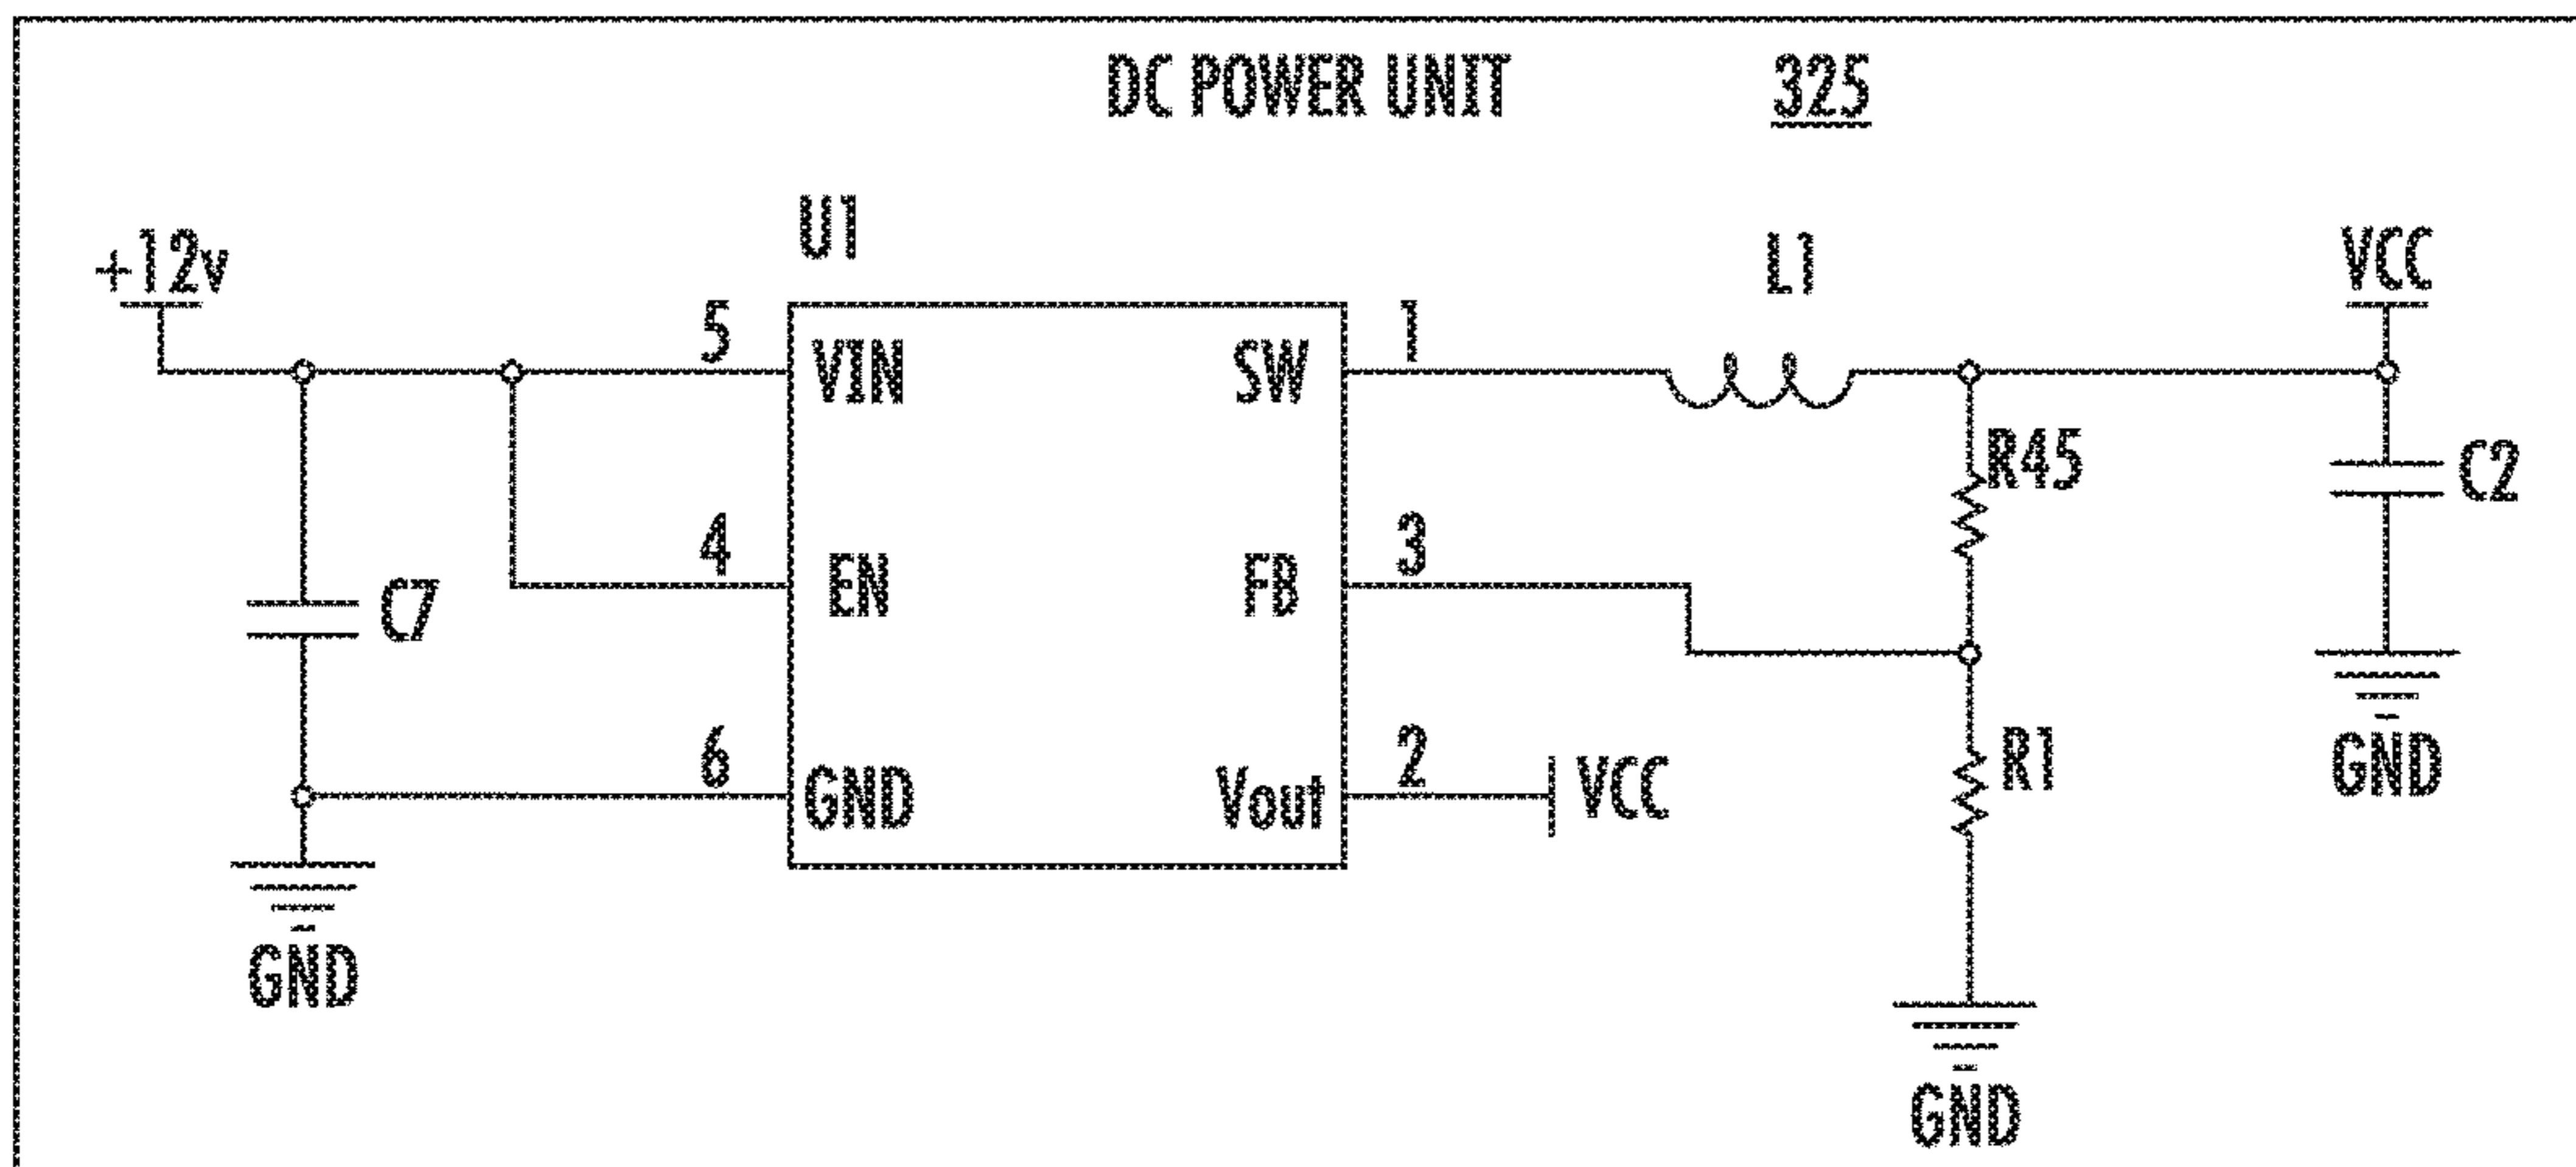 DC POWER UNIT 325
U1
+12v
L1
VCC
5
VIN
SW
1
R45
C2
4
EN
FB
3
C7
6
GND
Vout
2
VCC
R1
GND
GND
GND